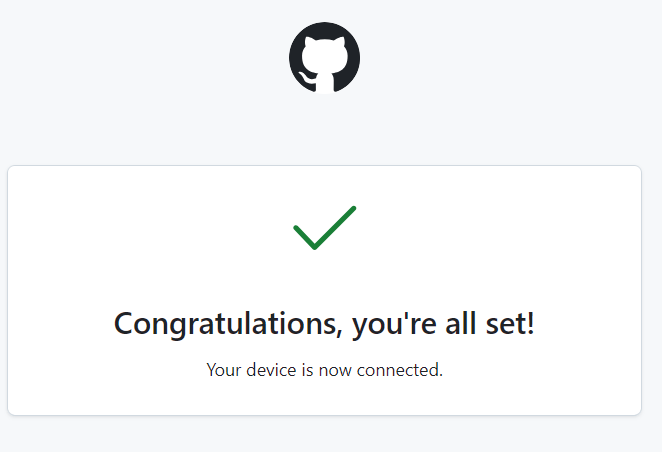 Congratulations, you're all set!
Your device is now connected.